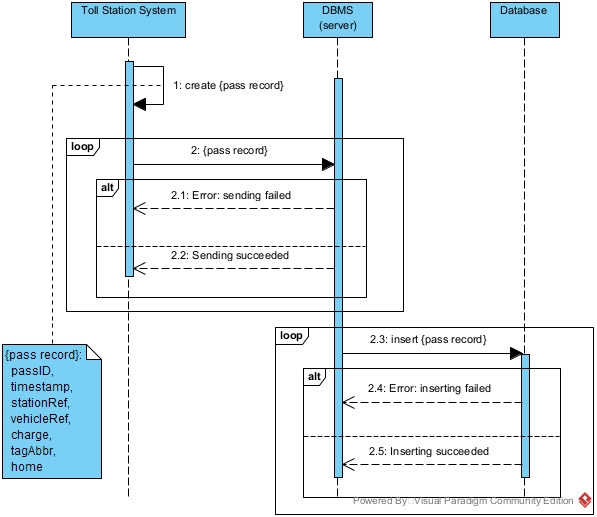 Toll Station System
DBMS
(server)
Database
1: create {pass record}
loop
2: {pass record}
alt
2.1: Error: sending failed
2.2: Sending succeeded
loop
2.3: insert {pass record}
{pass record}:
passID,
timestamp,
stationRef,
vehicleRef,
charge,
tagAbbr,
home
alt
2.4: Error: inserting failed
2.5: Inserting succeeded
Powered By Visual Paradigm Community Edition